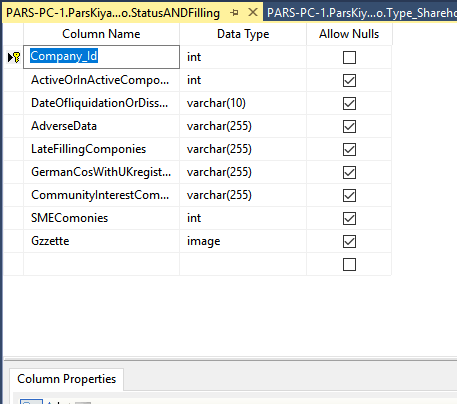 PARS-PC-1.ParsKiya...o.StatusANDFilling PARS-PC-1.ParsKiy...o.Type_Shareho
Column Name Data Type Allow Nulls
Company_Id int
ActiveOrInActiveCompo... int
DateOfliquidationOrDiss... varchar(10)
AdverseData varchar(255)
LateFillingComponies varchar(255)
GermanCosWithUKregist... varchar(255)
CommunityInterestCom... varchar(255)
SMEComonies int
Gzzette image
Column Properties